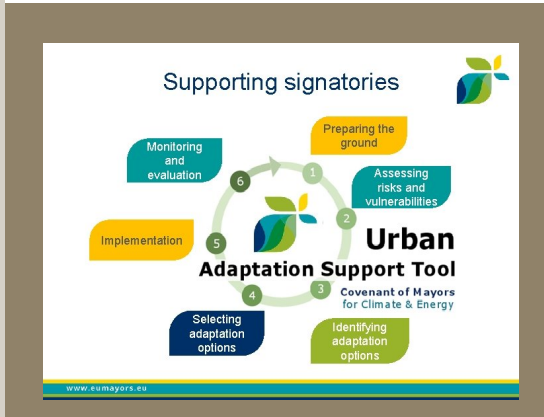 Supporting signatories
Preparing the
ground
Monitoring
and
evaluation
Assessing
risks and
vulnerabilities
6
1
2
Implementation
5
Urban
Adaptation Support Tool
Covenant of Mayors
for Climate & Energy
4
3
Selecting
adaptation
options
Identifying
adaptation
options
www.eumayors.eu